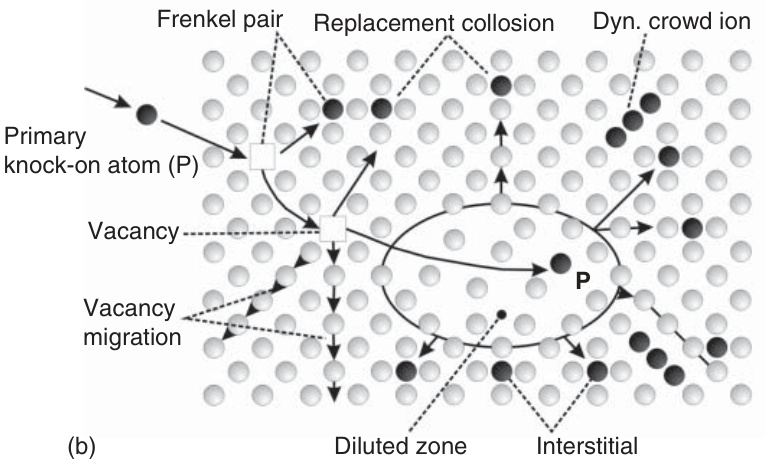 Frenkel pair
Replacement collosion
Dyn. crowd ion
Primary
knock-on atom (P)
Vacancy
P
Vacancy
migration
(b)
Diluted zone
Interstitial